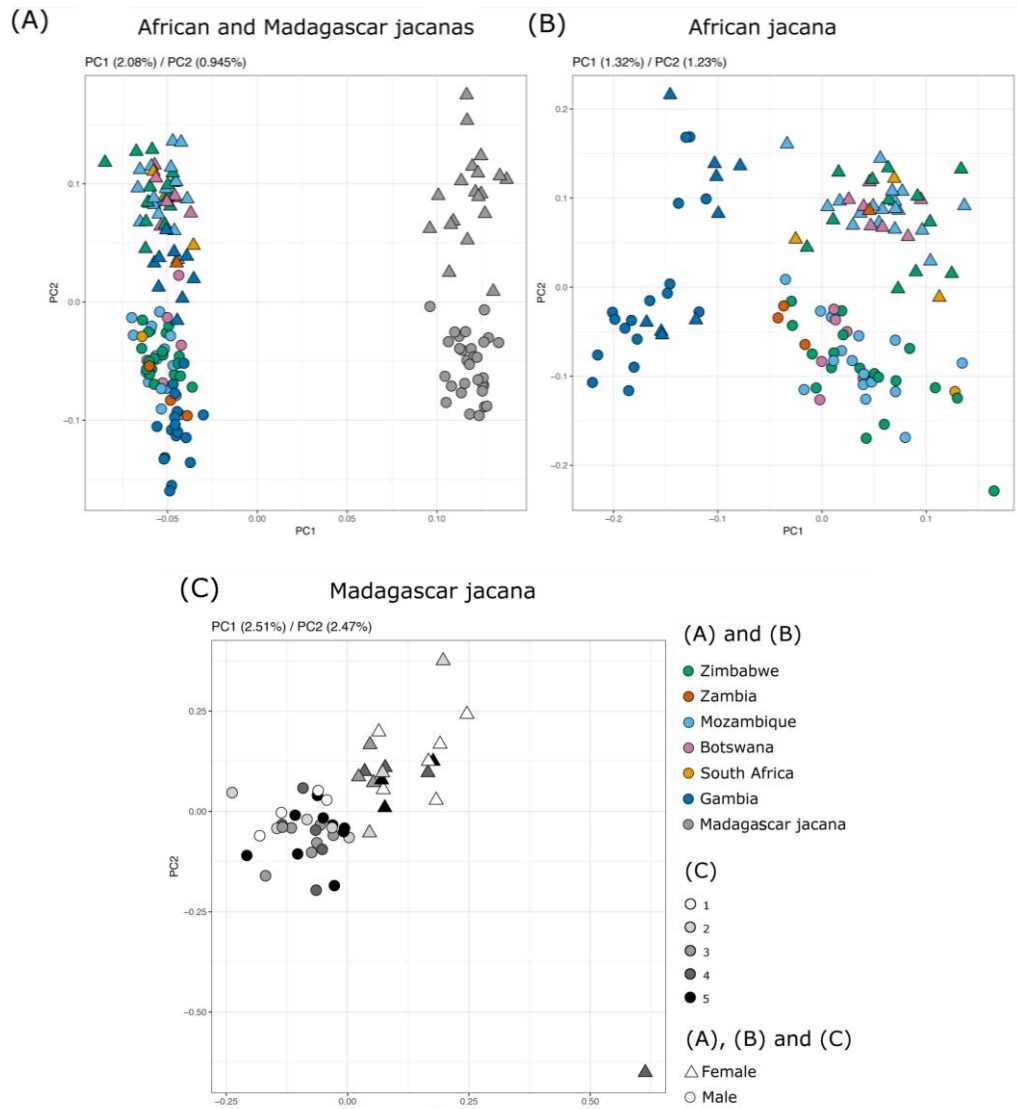 (A)
African and Madagascar jacanas
PC1 (2.08%) / PC2 (0.945%)
PC2
0.1
0.0
−0.1
−0.05
0.00
0.05
0.10
PC1
(B)
African jacana
PC1 (1.32%) / PC2 (1.23%)
0.2
0.1
0.0
−0.1
−0.2
−0.2
−0.1
0.0
0.1
PC1
(C)
Madagascar jacana
PC1 (2.51%) / PC2 (2.47%)
PC2
0.25
0.00
−0.25
−0.50
−0.25
0.00
0.25
0.50
(A) and (B)
Zimbabwe
Zambia
Mozambique
Botswana
South Africa
Gambia
Madagascar jacana
(C)
1
2
3
4
5
(A), (B) and (C)
Female
Male